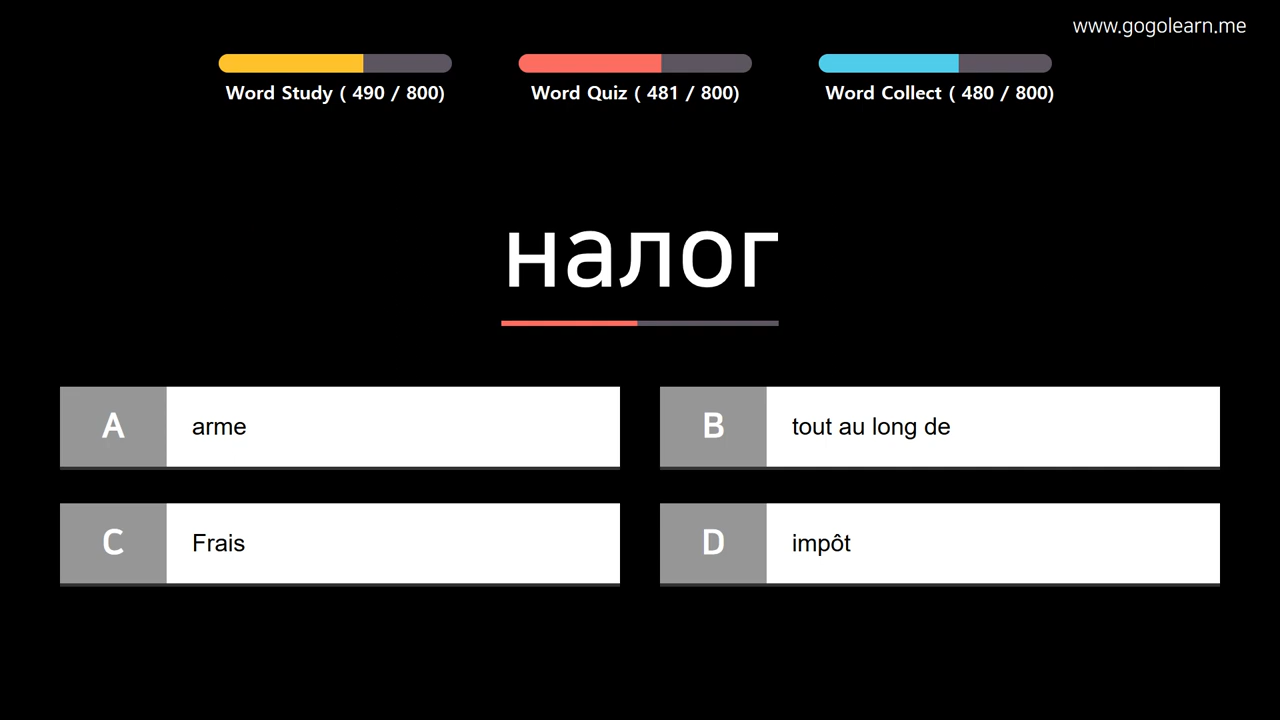 www.gogolearn.me
Word Study ( 490 / 800)
Word Quiz ( 481 / 800)
Word Collect ( 480 / 800)
налог
A arme
B tout au long de
C Frais
D impôt